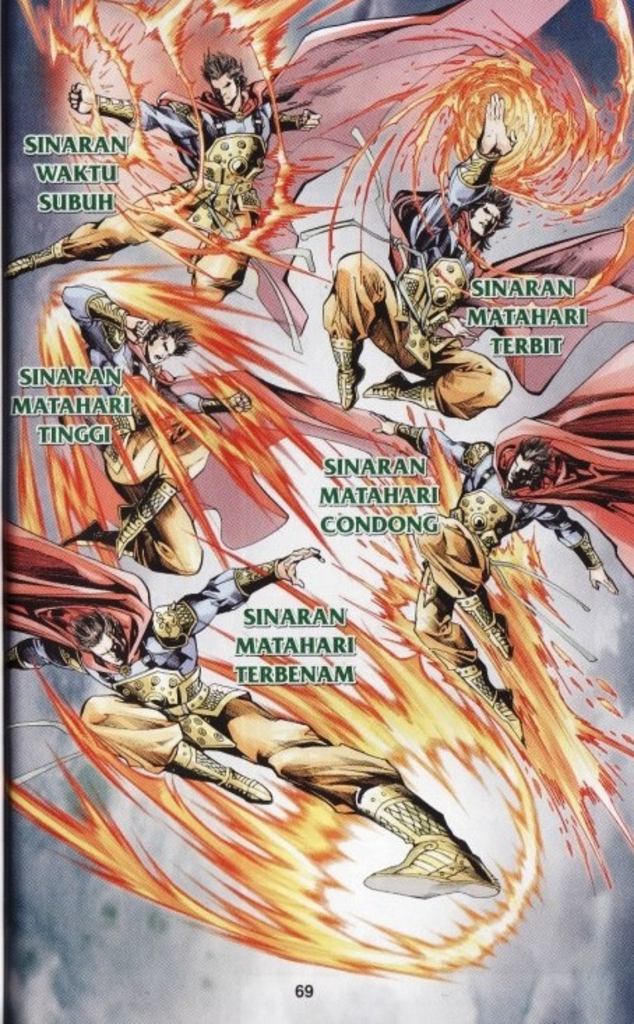 SINARAN
WAKTU
SUBUH
SINARAN
MATAHARI
TERBIT
SINARAN
MATAHARI
TINGGI
SINARAN
MATAHARI
CONDONG
SINARAN
MATAHARI
TERBENAM
69